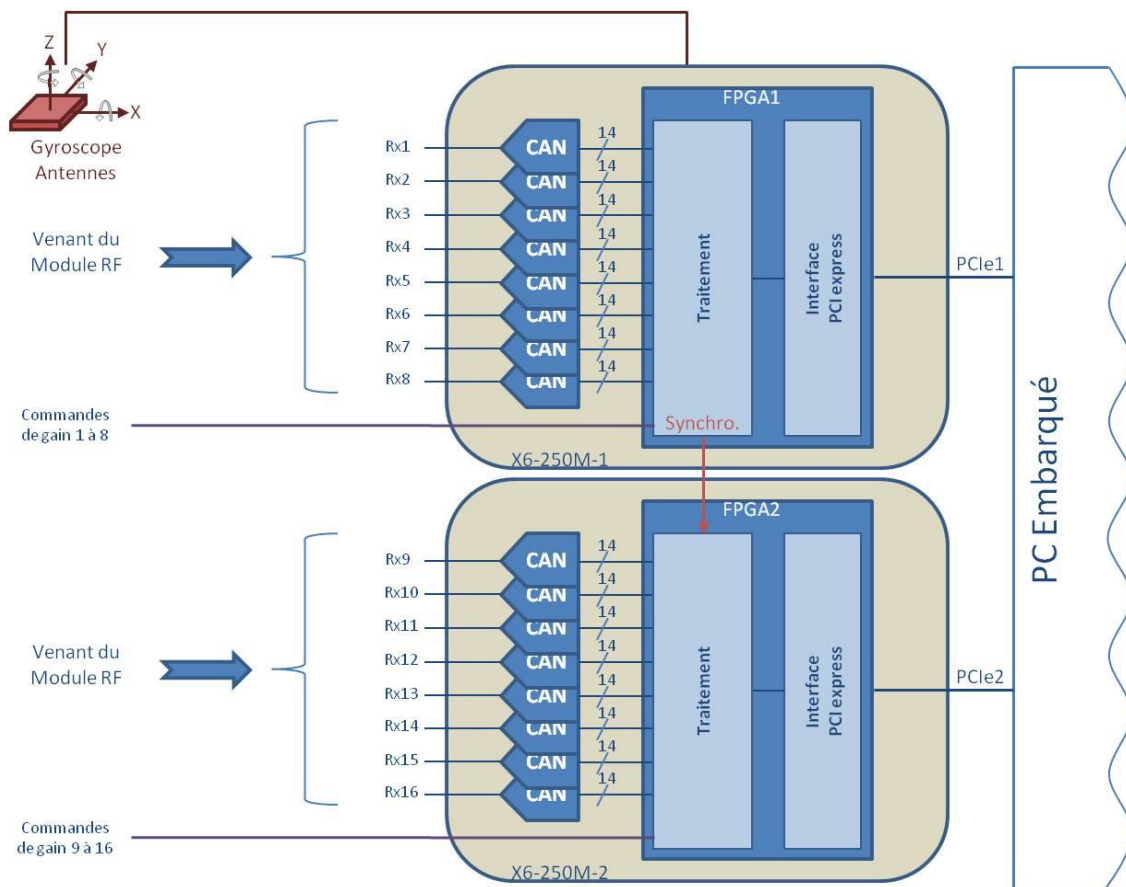 Z
Y
X
Gyroscope
Antennes
Venant du
Module RF
Rx1
Rx2
Rx3
Rx4
Rx5
Rx6
Rx7
Rx8
CAN
CAN
CAN
CAN
CAN
CAN
CAN
CAN
14
14
14
14
14
14
14
14
FPGA1
Traitement
Interface
PCI express
PCIe1
Commandes
de gain 1 à 8
Synchro.
X6-250M-1
PC Embarqué
Venant du
Module RF
Rx9
Rx10
Rx11
Rx12
Rx13
Rx14
Rx15
Rx16
CAN
CAN
CAN
CAN
CAN
CAN
CAN
CAN
14
14
14
14
14
14
14
14
FPGA2
Traitement
Interface
PCI express
PCIe2
Commandes
de gain 9 à 16
X6-250M-2